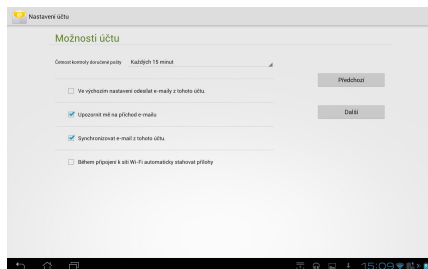 Nastavení účtu
Možnosti účtu
Četnost kontroly doručené pošty Každých 15 minut
Předchozí
Ve výchozím nastavení odesílat e-maily z tohoto účtu.
Upozornit mě na příchod e-mailu
Další
Synchronizovat e-mail z tohoto účtu.
Během připojení k síti Wi-Fi automaticky stahovat přílohy
15:09